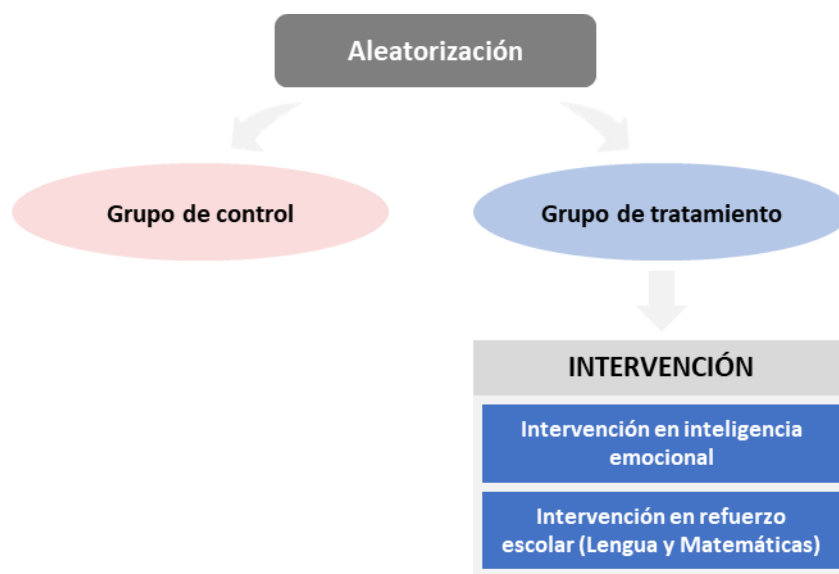 Aleatorización
Grupo de control
Grupo de tratamiento
INTERVENCIÓN
Intervención en inteligencia
emocional
Intervención en refuerzo
escolar (Lengua y Matemáticas)